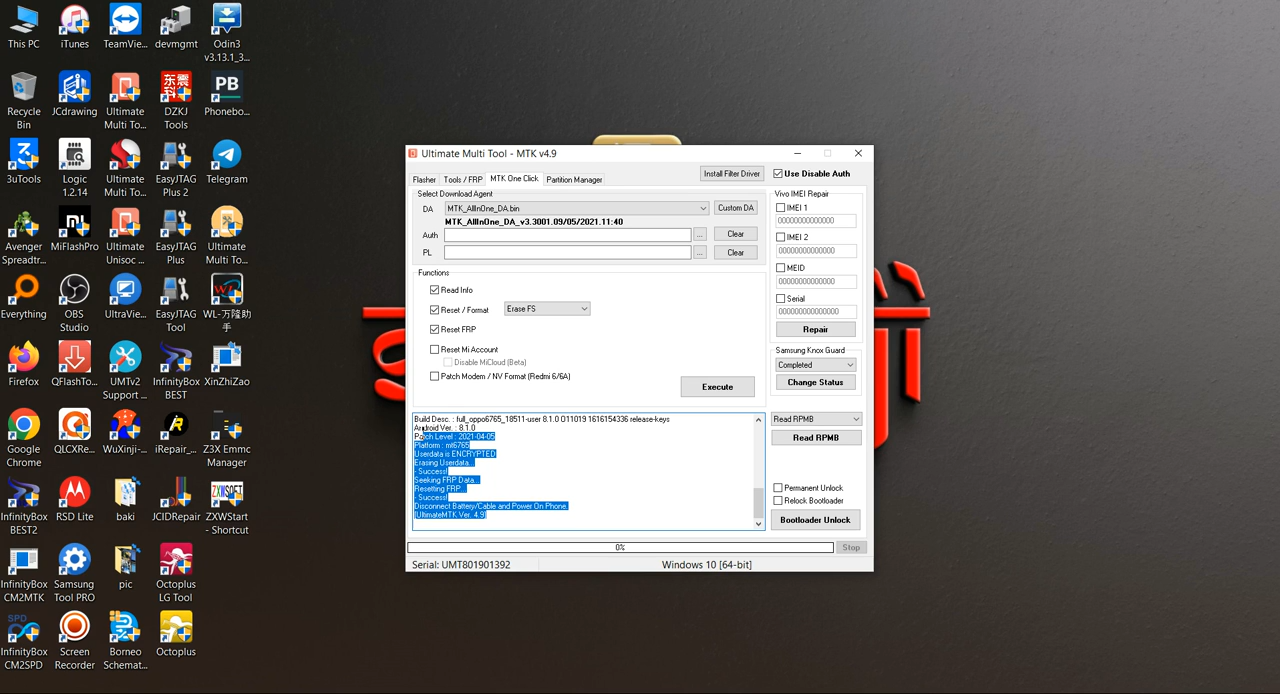 This PC
iTunes
TeamVie...
devmgmt
Odin3
v3.13.1_3...
Recycle
Bin
JCdrawing
Ultimate
Multi To...
东震
科技
DZKJ
Tools
PB
Phonebo...
3uTools
Logic
1.2.14
Ultimate
Multi To...
EasyJTAG
Plus 2
Telegram
Avenger
Spreadtr...
MiFlashPro
Ultimate
Unisoc ...
EasyJTAG
Plus
Ultimate
Multi To...
Everything
OBS
Studio
UltraVie...
EasyJTAG
Tool
WL-万隆助
手
Firefox
QFlashTo...
UMTv2
Support ...
InfinityBox
BEST
XinZhiZao
Google
Chrome
QLCXRe...
WuXinji-...
iRepair_...
Z3X Emmc
Manager
InfinityBox
BEST2
RSD Lite
baki
JCIDRepair
ZXWSOFT
ZXWStart
- Shortcut
InfinityBox
CM2MTK
Samsung
Tool PRO
pic
Octoplus
LG Tool
SPD
InfinityBox
CM2SPD
Screen
Recorder
Borneo
Schemat...
Octoplus
Ultimate Multi Tool - MTK v4.9
Flasher
Tools / FRP
MTK One Click
Partition Manager
Install Filter Driver
Use Disable Auth
Select Download Agent
DA
MTK_AllInOne_DA.bin
Custom DA
MTK_AllInOne_DA_v3.3001.09/05/2021.11:40
Auth
...
Clear
PL
...
Clear
Functions
Read Info
Reset / Format
Erase FS
Reset FRP
Reset Mi Account
Disable MiCloud (Beta)
Patch Modem / NV Format (Redmi 6/6A)
Execute
Vivo IMEI Repair
IMEI 1
00000000000000
IMEI 2
00000000000000
MEID
00000000000000
Serial
00000000000000
Repair
Samsung Knox Guard
Completed
Change Status
Read RPMB
Read RPMB
Permanent Unlock
Relock Bootloader
Bootloader Unlock
Build Desc. : full_oppo6765_18511-user 8.1.0 O11019 1616154336 release-keys
Android Ver. : 8.1.0
Patch Level : 2021-04-05
Platform : mt6765
Userdata is ENCRYPTED
Erasing Userdata...
- Success!
Seeking FRP Data...
Resetting FRP...
- Success!
Disconnect Battery/Cable and Power On Phone.
[UltimateMTK Ver. 4.9]
0%
Stop
Serial: UMT801901392
Windows 10 [64-bit]